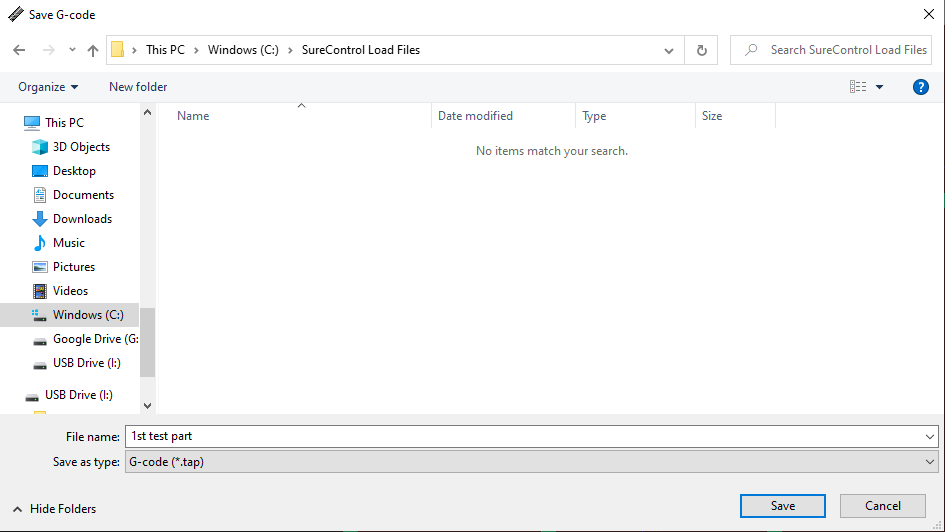 Save G-code
This PC > Windows (C:) > SureControl Load Files
Search SureControl Load Files
Organize New folder
?
Name Date modified Type Size
No items match your search.
This PC
3D Objects
Desktop
Documents
Downloads
Music
Pictures
Videos
Windows (C:)
Google Drive (G:
USB Drive (I:)
USB Drive (I:)
File name: 1st test part
Save as type: G-code (*.tap)
Hide Folders Save Cancel